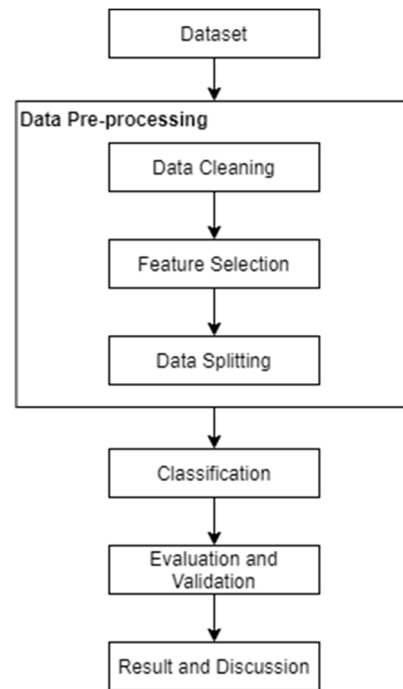 Dataset
Data Pre-processing
Data Cleaning
Feature Selection
Data Splitting
Classification
Evaluation and
Validation
Result and Discussion